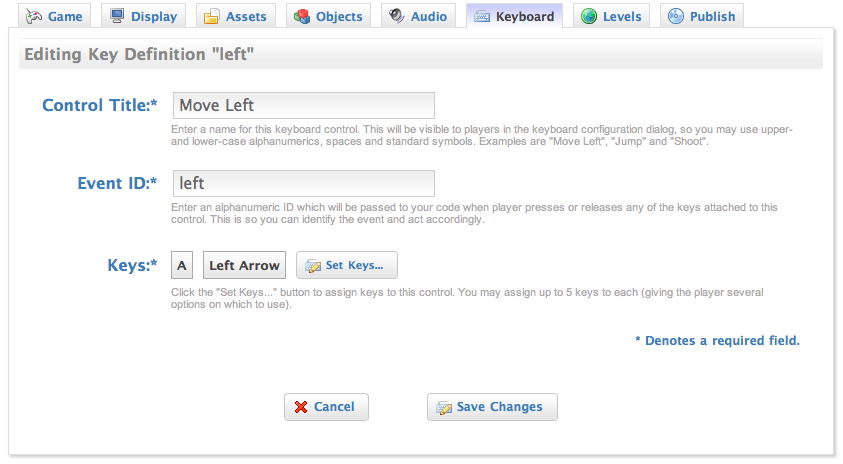 Game Display Assets Objects Audio Keyboard Levels Publish
Editing Key Definition "left"
Control Title:* Move Left
Enter a name for this keyboard control. This will be visible to players in the keyboard configuration dialog, so you may use upper-
and lower-case alphanumerics, spaces and standard symbols. Examples are "Move Left", "Jump" and "Shoot".
Event ID:* left
Enter an alphanumeric ID which will be passed to your code when player presses or releases any of the keys attached to this
control. This is so you can identify the event and act accordingly.
Keys:* A Left Arrow Set Keys...
Click the "Set Keys..." button to assign keys to this control. You may assign up to 5 keys to each (giving the player several
options on which to use).
* Denotes a required field.
Cancel Save Changes